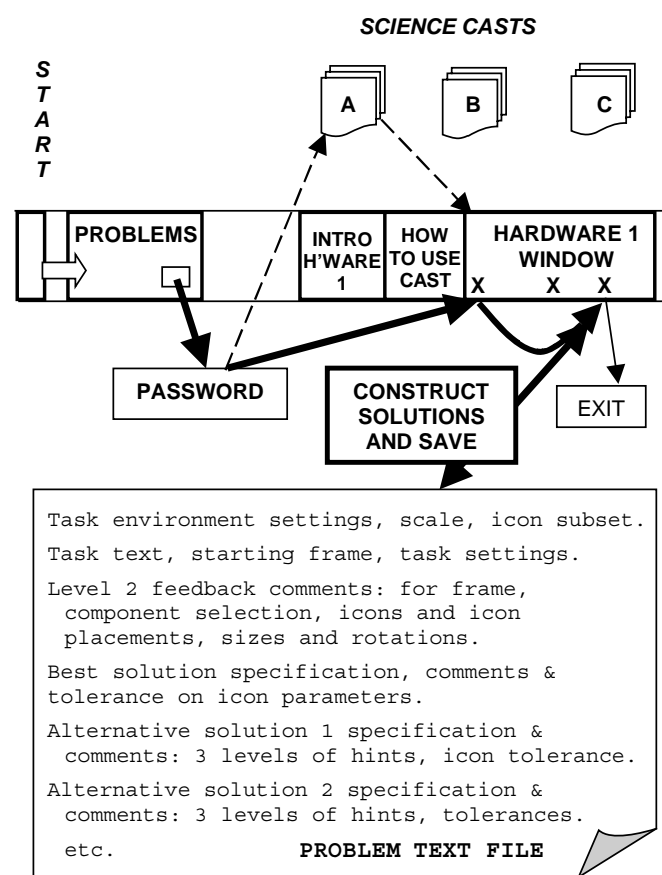 SCIENCE CASTS
S
T
A
R
T
A
B
C
PROBLEMS
INTRO
H'WARE
1
HOW
TO USE
CAST
HARDWARE 1
WINDOW
X X X
PASSWORD
CONSTRUCT
SOLUTIONS
AND SAVE
EXIT
Task environment settings, scale, icon subset.
Task text, starting frame, task settings.
Level 2 feedback comments: for frame,
component selection, icons and icon
placements, sizes and rotations.
Best solution specification, comments &
tolerance on icon parameters.
Alternative solution 1 specification &
comments: 3 levels of hints, icon tolerance.
Alternative solution 2 specification &
comments: 3 levels of hints, tolerances.
etc. PROBLEM TEXT FILE